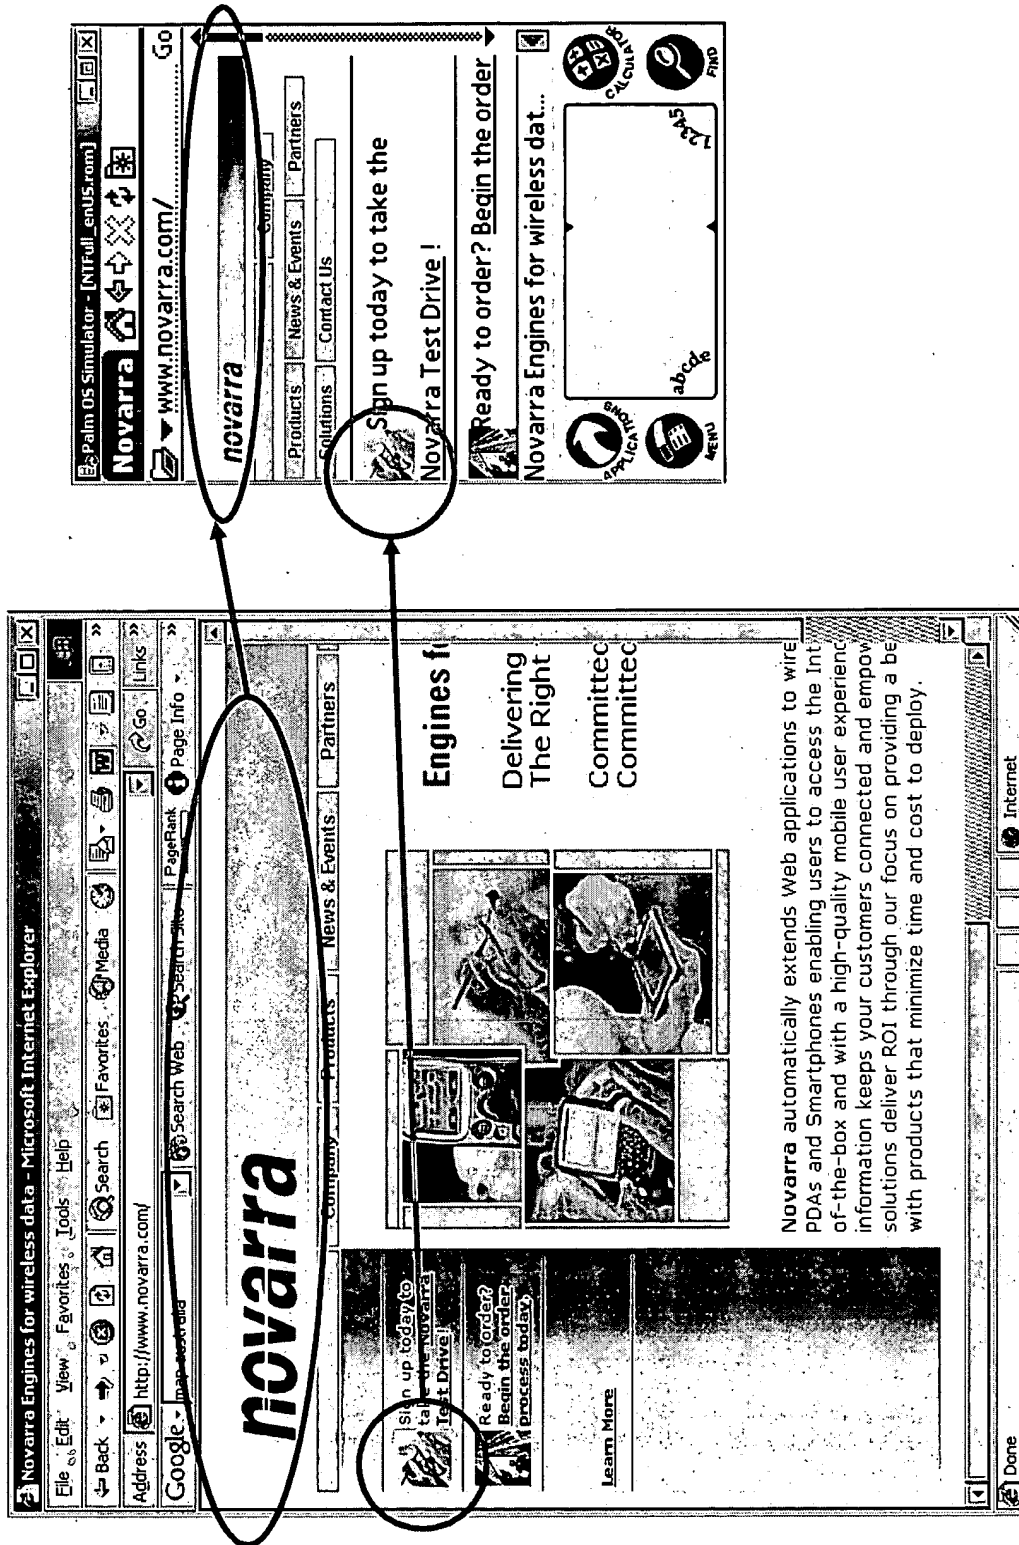 Novarra Engines for wireless data - Microsoft Internet Explorer
File Edit View Favorites Tools Help
Back Search Favorites Media
Address http://www.novarra.com/ Go Links
Google map australia Search Web Search Site PageRank Page Info
novarra
Company Products News & Events Partners
Sign up today to
take the Novarra
Test Drive!
Ready to order?
Begin the order
process today.
Learn More
Engines fo
Delivering
The Right
Committed
Committed
Novarra automatically extends Web applications to wire
PDAs and Smartphones enabling users to access the Int
of-the-box and with a high-quality mobile user experienc
information keeps your customers connected and empow
solutions deliver ROI through our focus on providing a be
with products that minimize time and cost to deploy.
Done Internet
Palm OS Simulator - [NTFull_enUS.rom]
Novarra
www.novarra.com/ Go
novarra
Company
Products News & Events Partners
Solutions Contact Us
Sign up today to take the
Novarra Test Drive !
Ready to order? Begin the order
Novarra Engines for wireless dat...
APPLICATIONS
MENU
abcde
12345
CALCULATOR
FIND